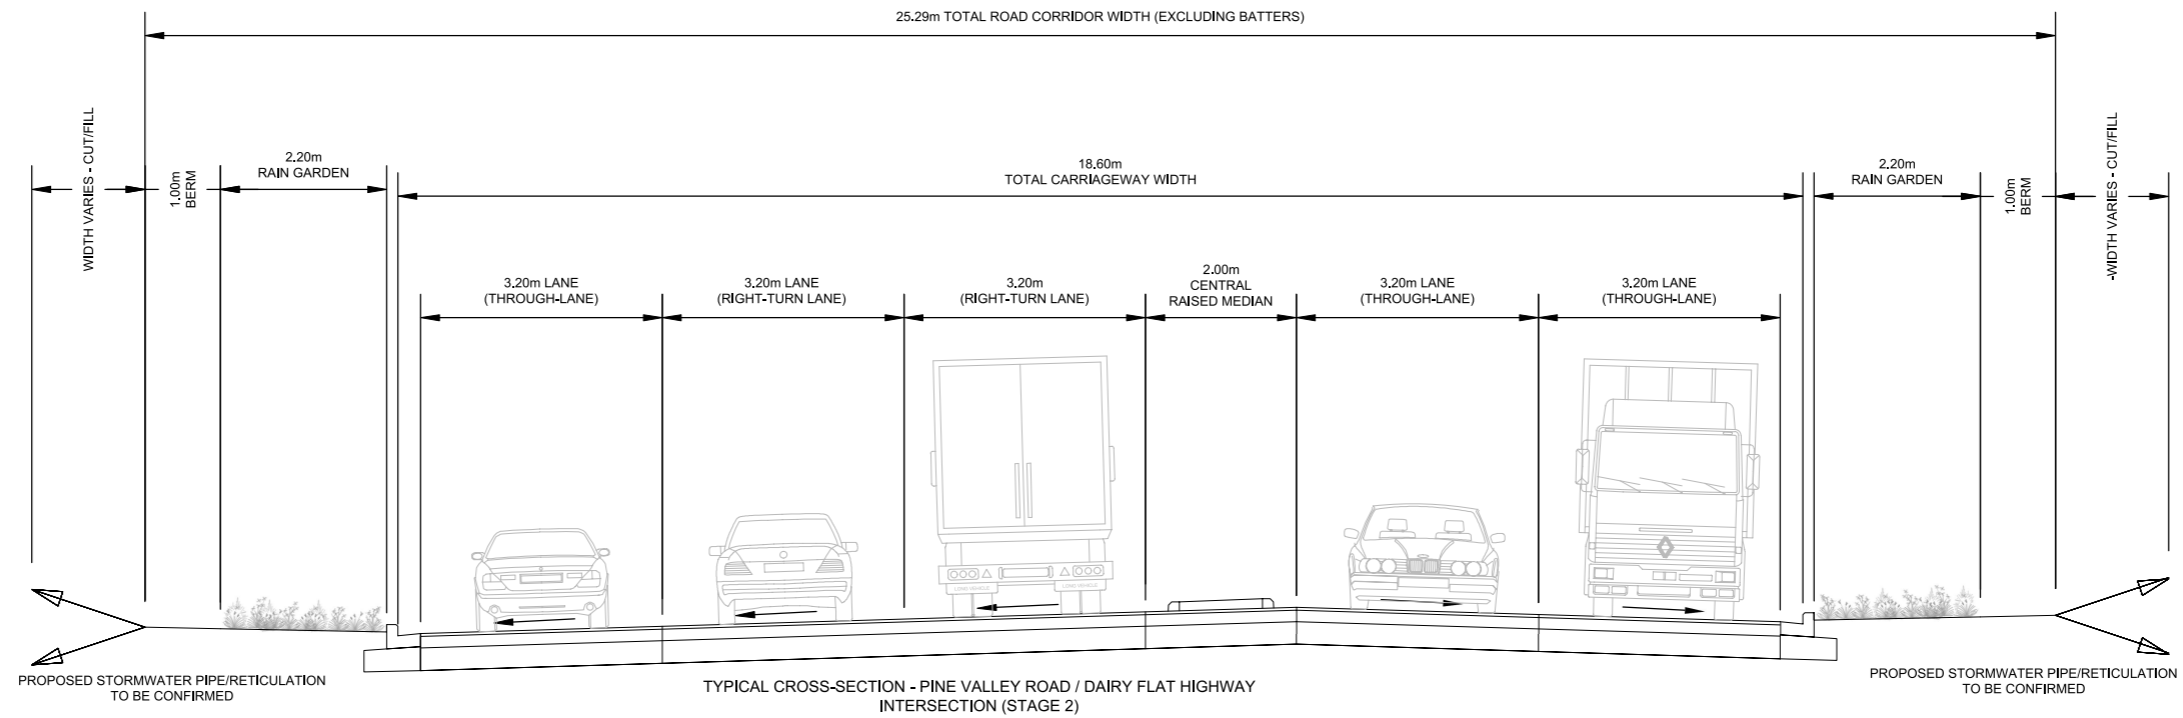 25.29m TOTAL ROAD CORRIDOR WIDTH (EXCLUDING BATTERS)
WIDTH VARIES - CUT/FILL
1.00m
BERM
2.20m
RAIN GARDEN
18.60m
TOTAL CARRIAGEWAY WIDTH
2.20m
RAIN GARDEN
1.00m
BERM
-WIDTH VARIES - CUT/FILL
3.20m LANE
(THROUGH-LANE)
3.20m LANE
(RIGHT-TURN LANE)
3.20m
(RIGHT-TURN LANE)
2.00m
CENTRAL
RAISED MEDIAN
3.20m LANE
(THROUGH-LANE)
3.20m LANE
(THROUGH-LANE)
LONG VEHICLE
LONG VEHICLE
PROPOSED STORMWATER PIPE/RETICULATION
TO BE CONFIRMED
TYPICAL CROSS-SECTION - PINE VALLEY ROAD / DAIRY FLAT HIGHWAY
INTERSECTION (STAGE 2)
PROPOSED STORMWATER PIPE/RETICULATION
TO BE CONFIRMED